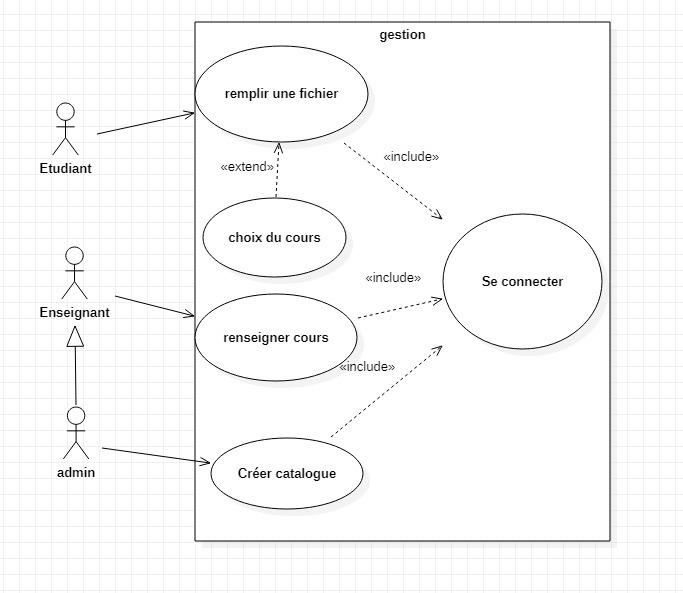 gestion
remplir une fichier
Etudiant
«extend»
«include»
choix du cours
Enseignant
«include»
Se connecter
renseigner cours
«include»
admin
Créer catalogue